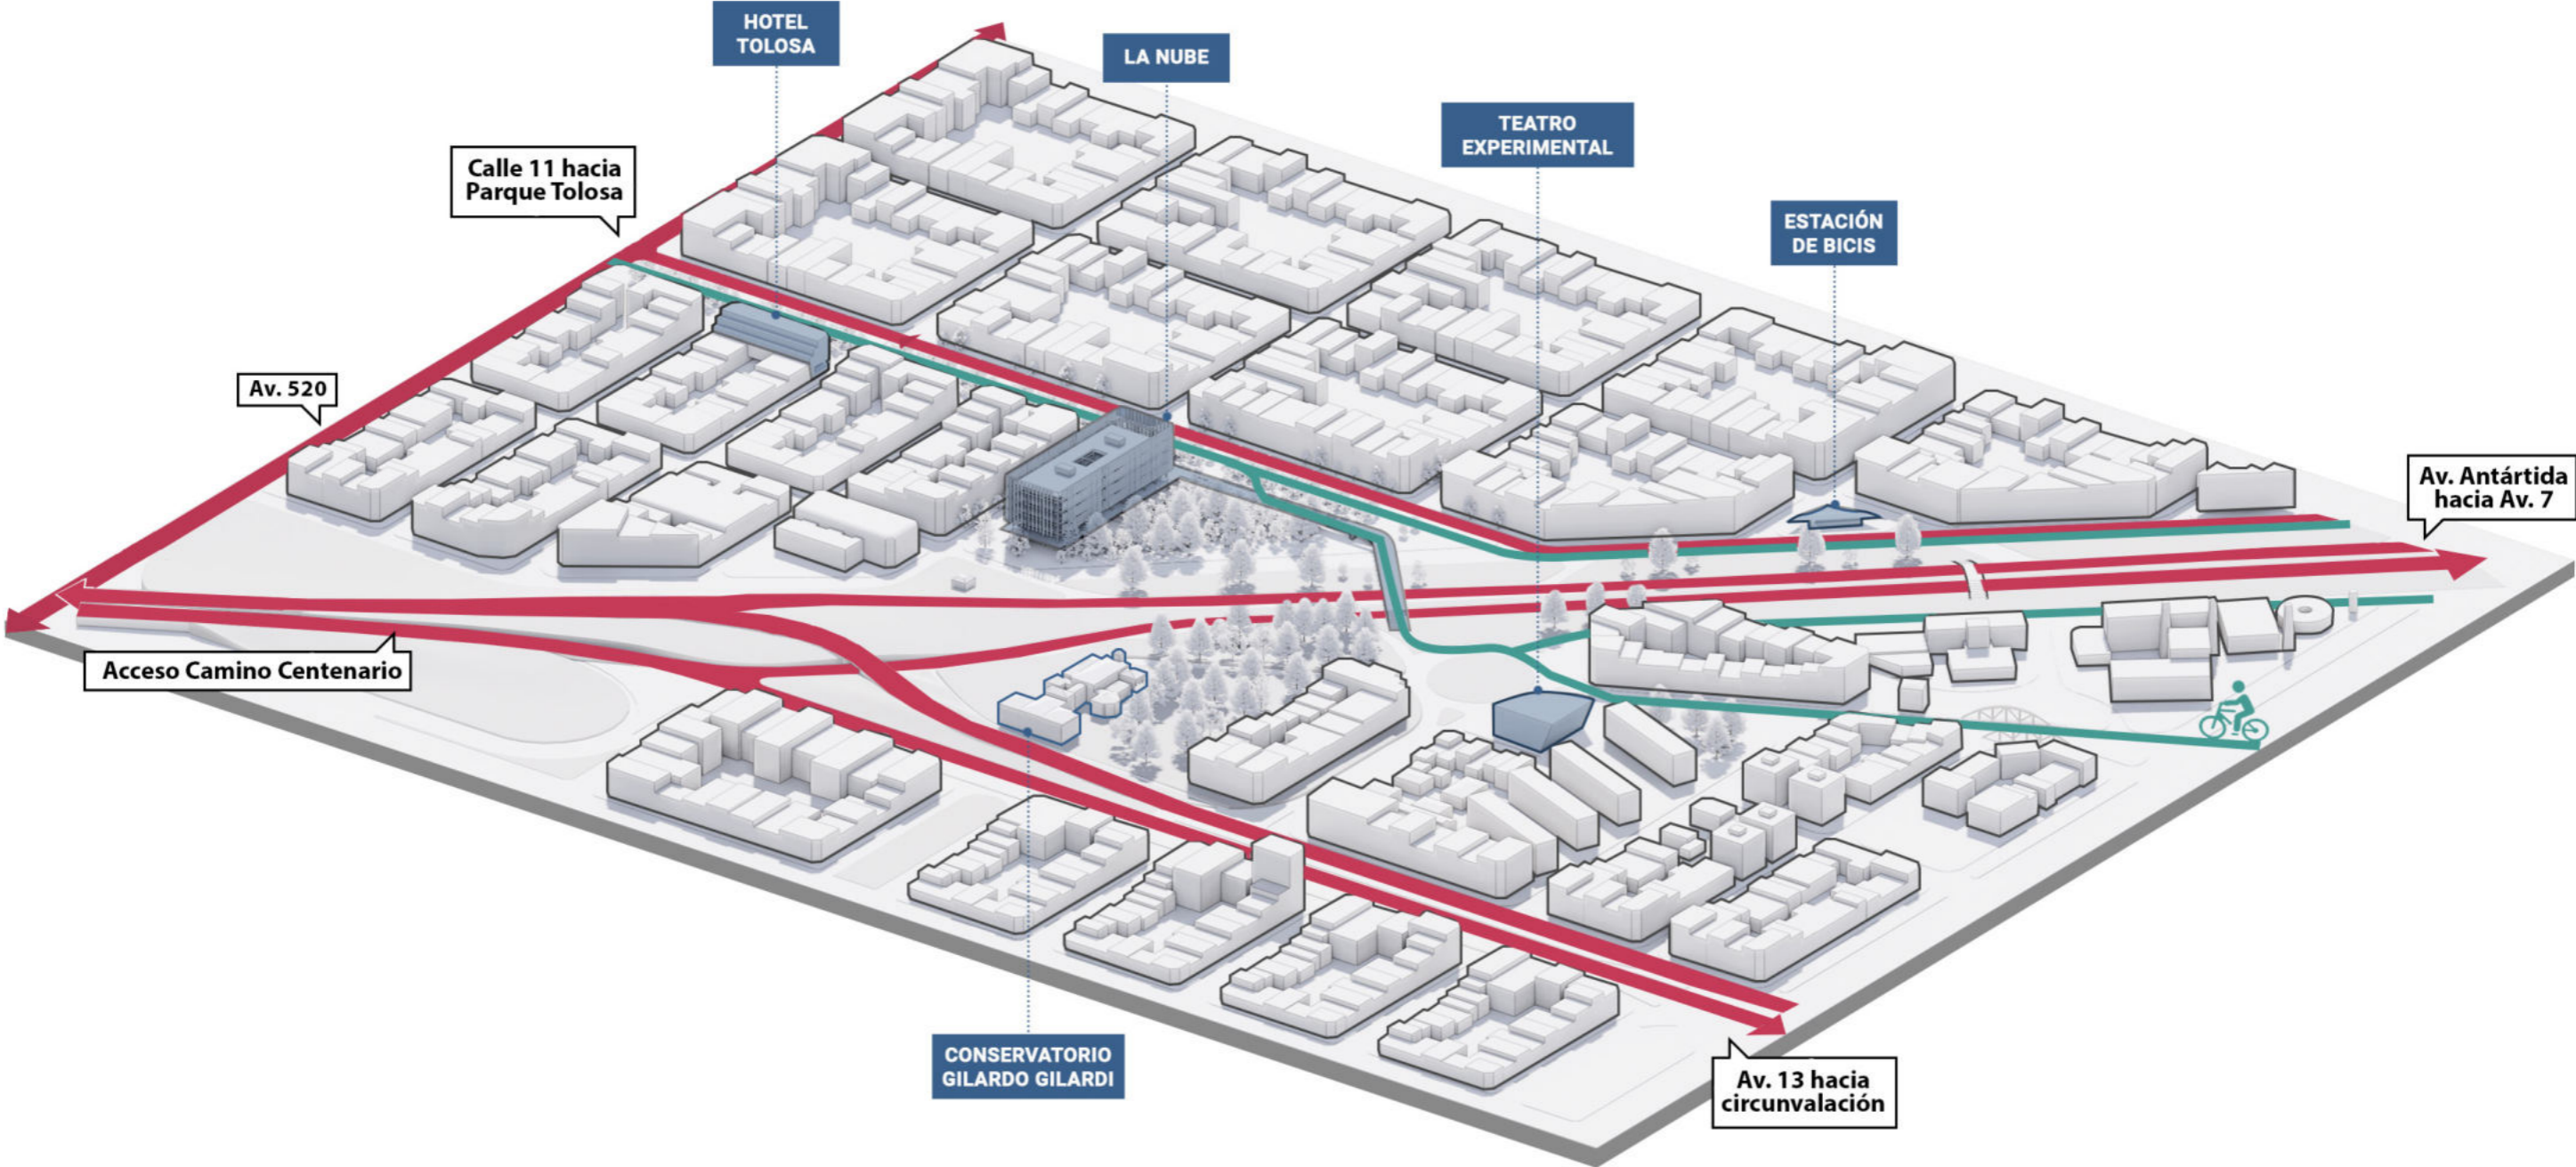 HOTEL
TOLOSA
LA NUBE
TEATRO
EXPERIMENTAL
Calle 11 hacia
Parque Tolosa
ESTACIÓN
DE BICIS
Av. 520
Av. Antártida
hacia Av. 7
Acceso Camino Centenario
CONSERVATORIO
GILARDO GILARDI
Av. 13 hacia
circunvalación